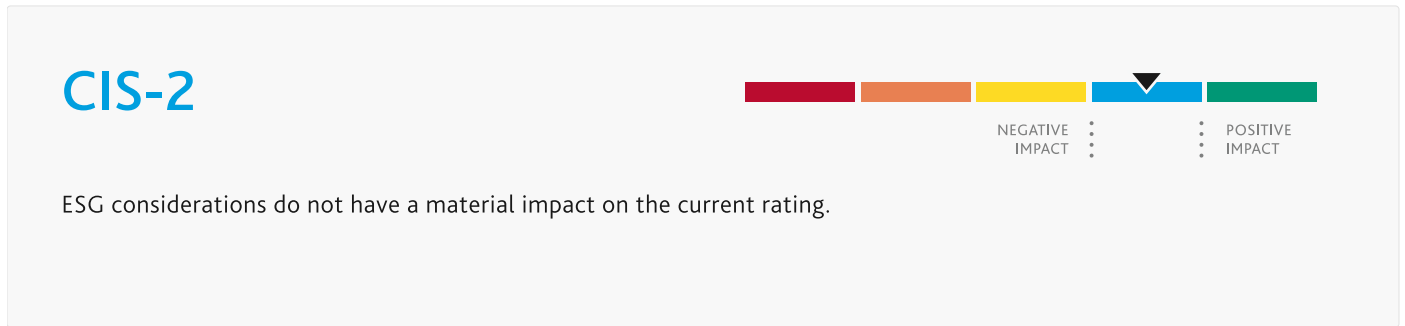 CIS-2
NEGATIVE
IMPACT
POSITIVE
IMPACT
ESG considerations do not have a material impact on the current rating.